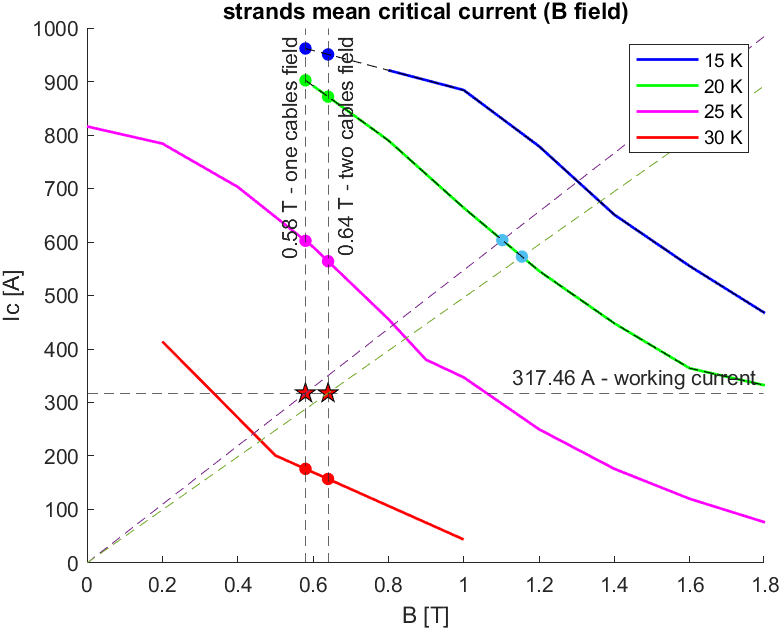 strands mean critical current (B field)
1000
900
800
700
600
500
400
300
200
100
0
Ic [A]
0.58 T - one cables field
0.64 T - two cables field
15 K
20 K
25 K
30 K
317.46 A - working current
0
0.2
0.4
0.6
0.8
1
1.2
1.4
1.6
1.8
B [T]